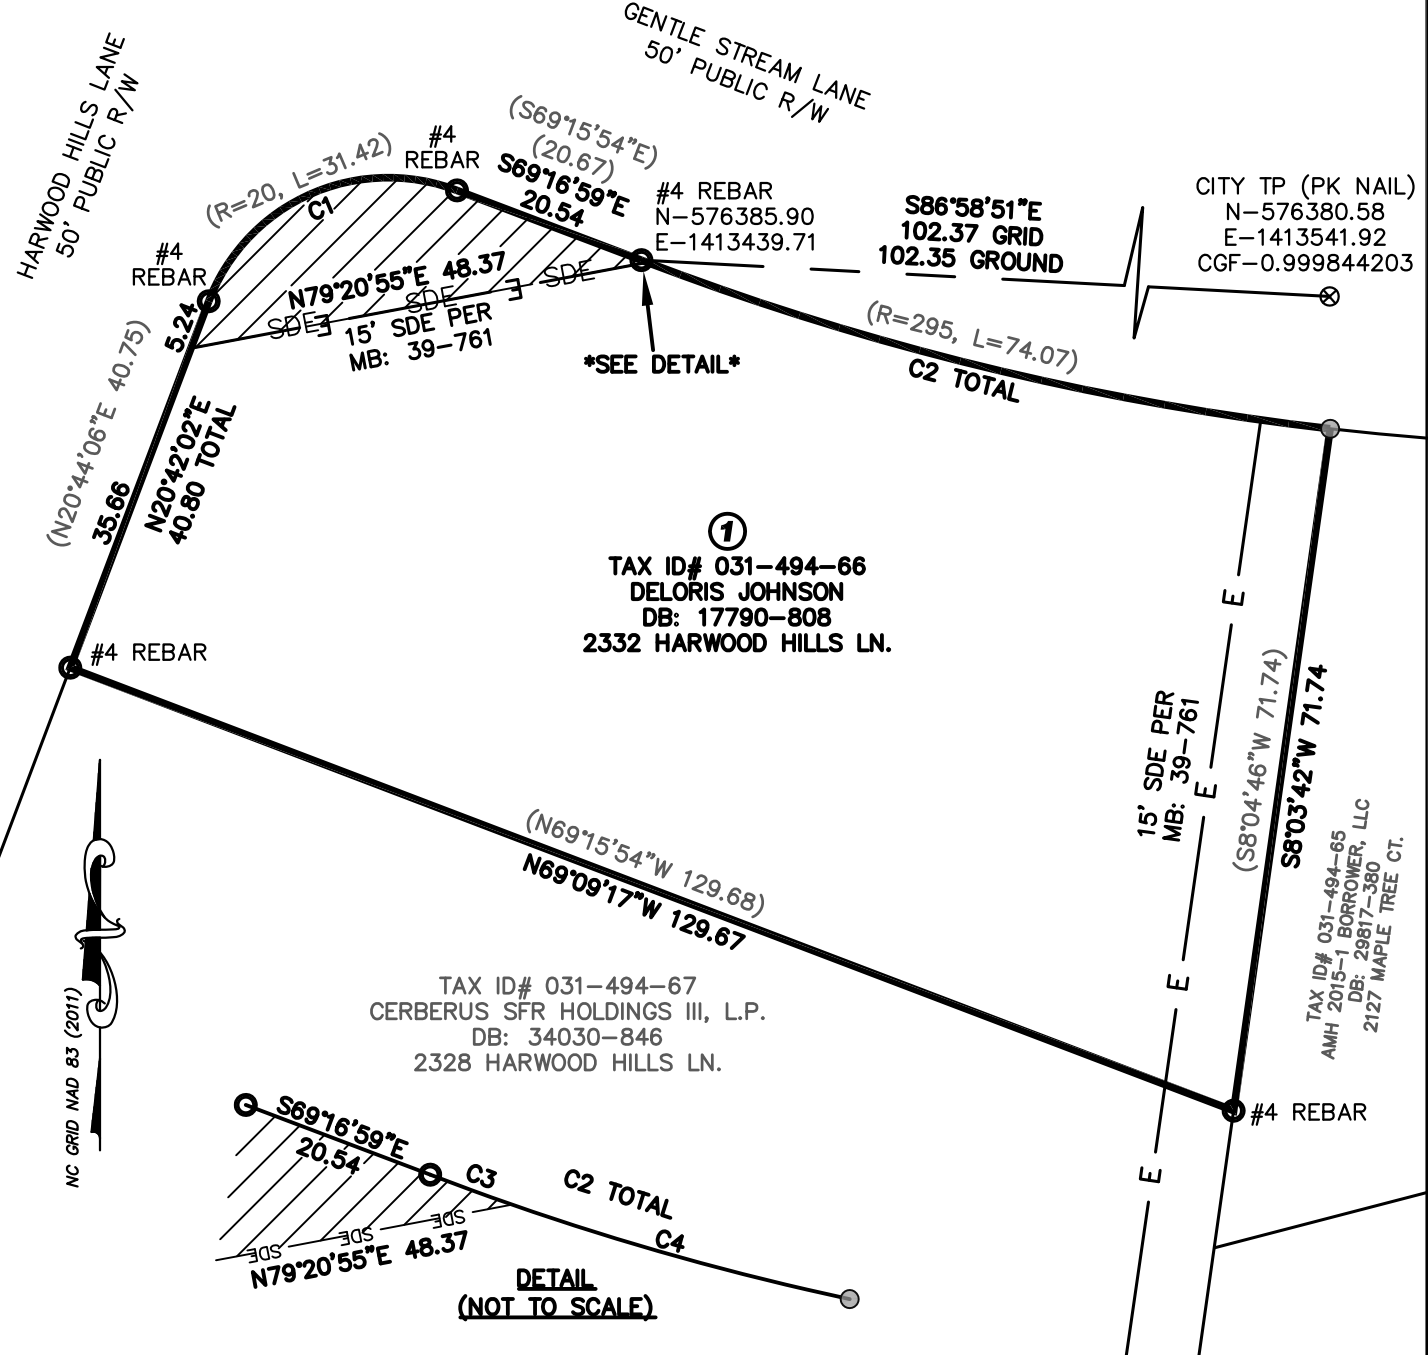 GENTLE STREAM LANE
50' PUBLIC R/W
HARWOOD HILLS LANE
50' PUBLIC R/W
(R=20, L=31.42)
C1
#4
REBAR
(S69°15'54"E)
(20.67)
S69°16'59"E
20.54
#4 REBAR
N-576385.90
E-1413439.71
S86°58'51"E
102.37 GRID
102.35 GROUND
CITY TP (PK NAIL)
N-576380.58
E-1413541.92
CGF-0.999844203
#4
REBAR
N79°20'55"E 48.37
SDE E SDE E SDE
15' SDE PER
MB: 39-761
*SEE DETAIL*
(R=295, L=74.07)
C2 TOTAL
5.24
(N20°44'06"E 40.75)
35.66
N20°42'02"E
40.80 TOTAL
1
TAX ID# 031-494-66
DELORIS JOHNSON
DB: 17790-808
2332 HARWOOD HILLS LN.
#4 REBAR
E
E
E
E
15' SDE PER
MB: 39-761
(S8°04'46"W 71.74)
S8°03'42"W 71.74
TAX ID# 031-494-65
AMH 2015-1 BORROWER, LLC
DB: 29817-380
2127 MAPLE TREE CT.
(N69°15'54"W 129.68)
N69°09'17"W 129.67
TAX ID# 031-494-67
CERBERUS SFR HOLDINGS III, L.P.
DB: 34030-846
2328 HARWOOD HILLS LN.
NC GRID NAD 83 (2011)
#4 REBAR
S69°16'59"E
20.54
C3
C2 TOTAL
C4
SDE SDE SDE
N79°20'55"E 48.37
DETAIL
(NOT TO SCALE)